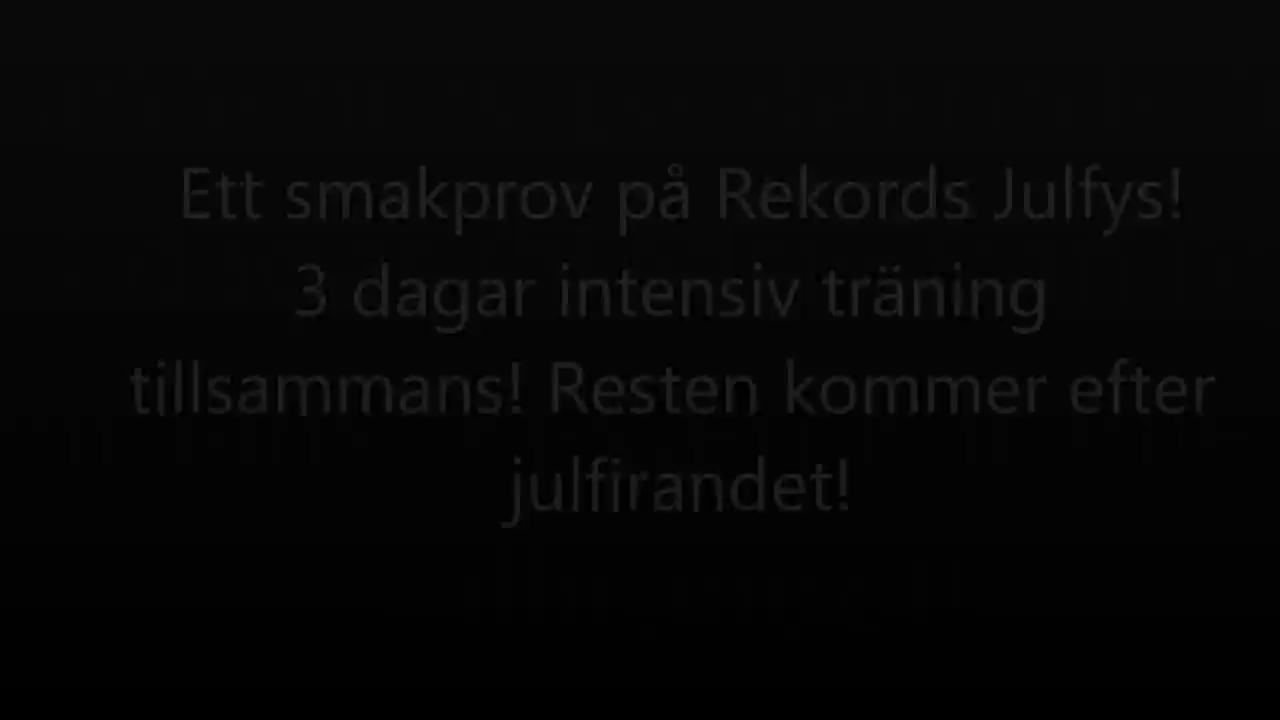 Ett smakprov på Rekords Julfys!
3 dagar intensiv träning
tillsammans! Resten kommer efter
julfirandet!